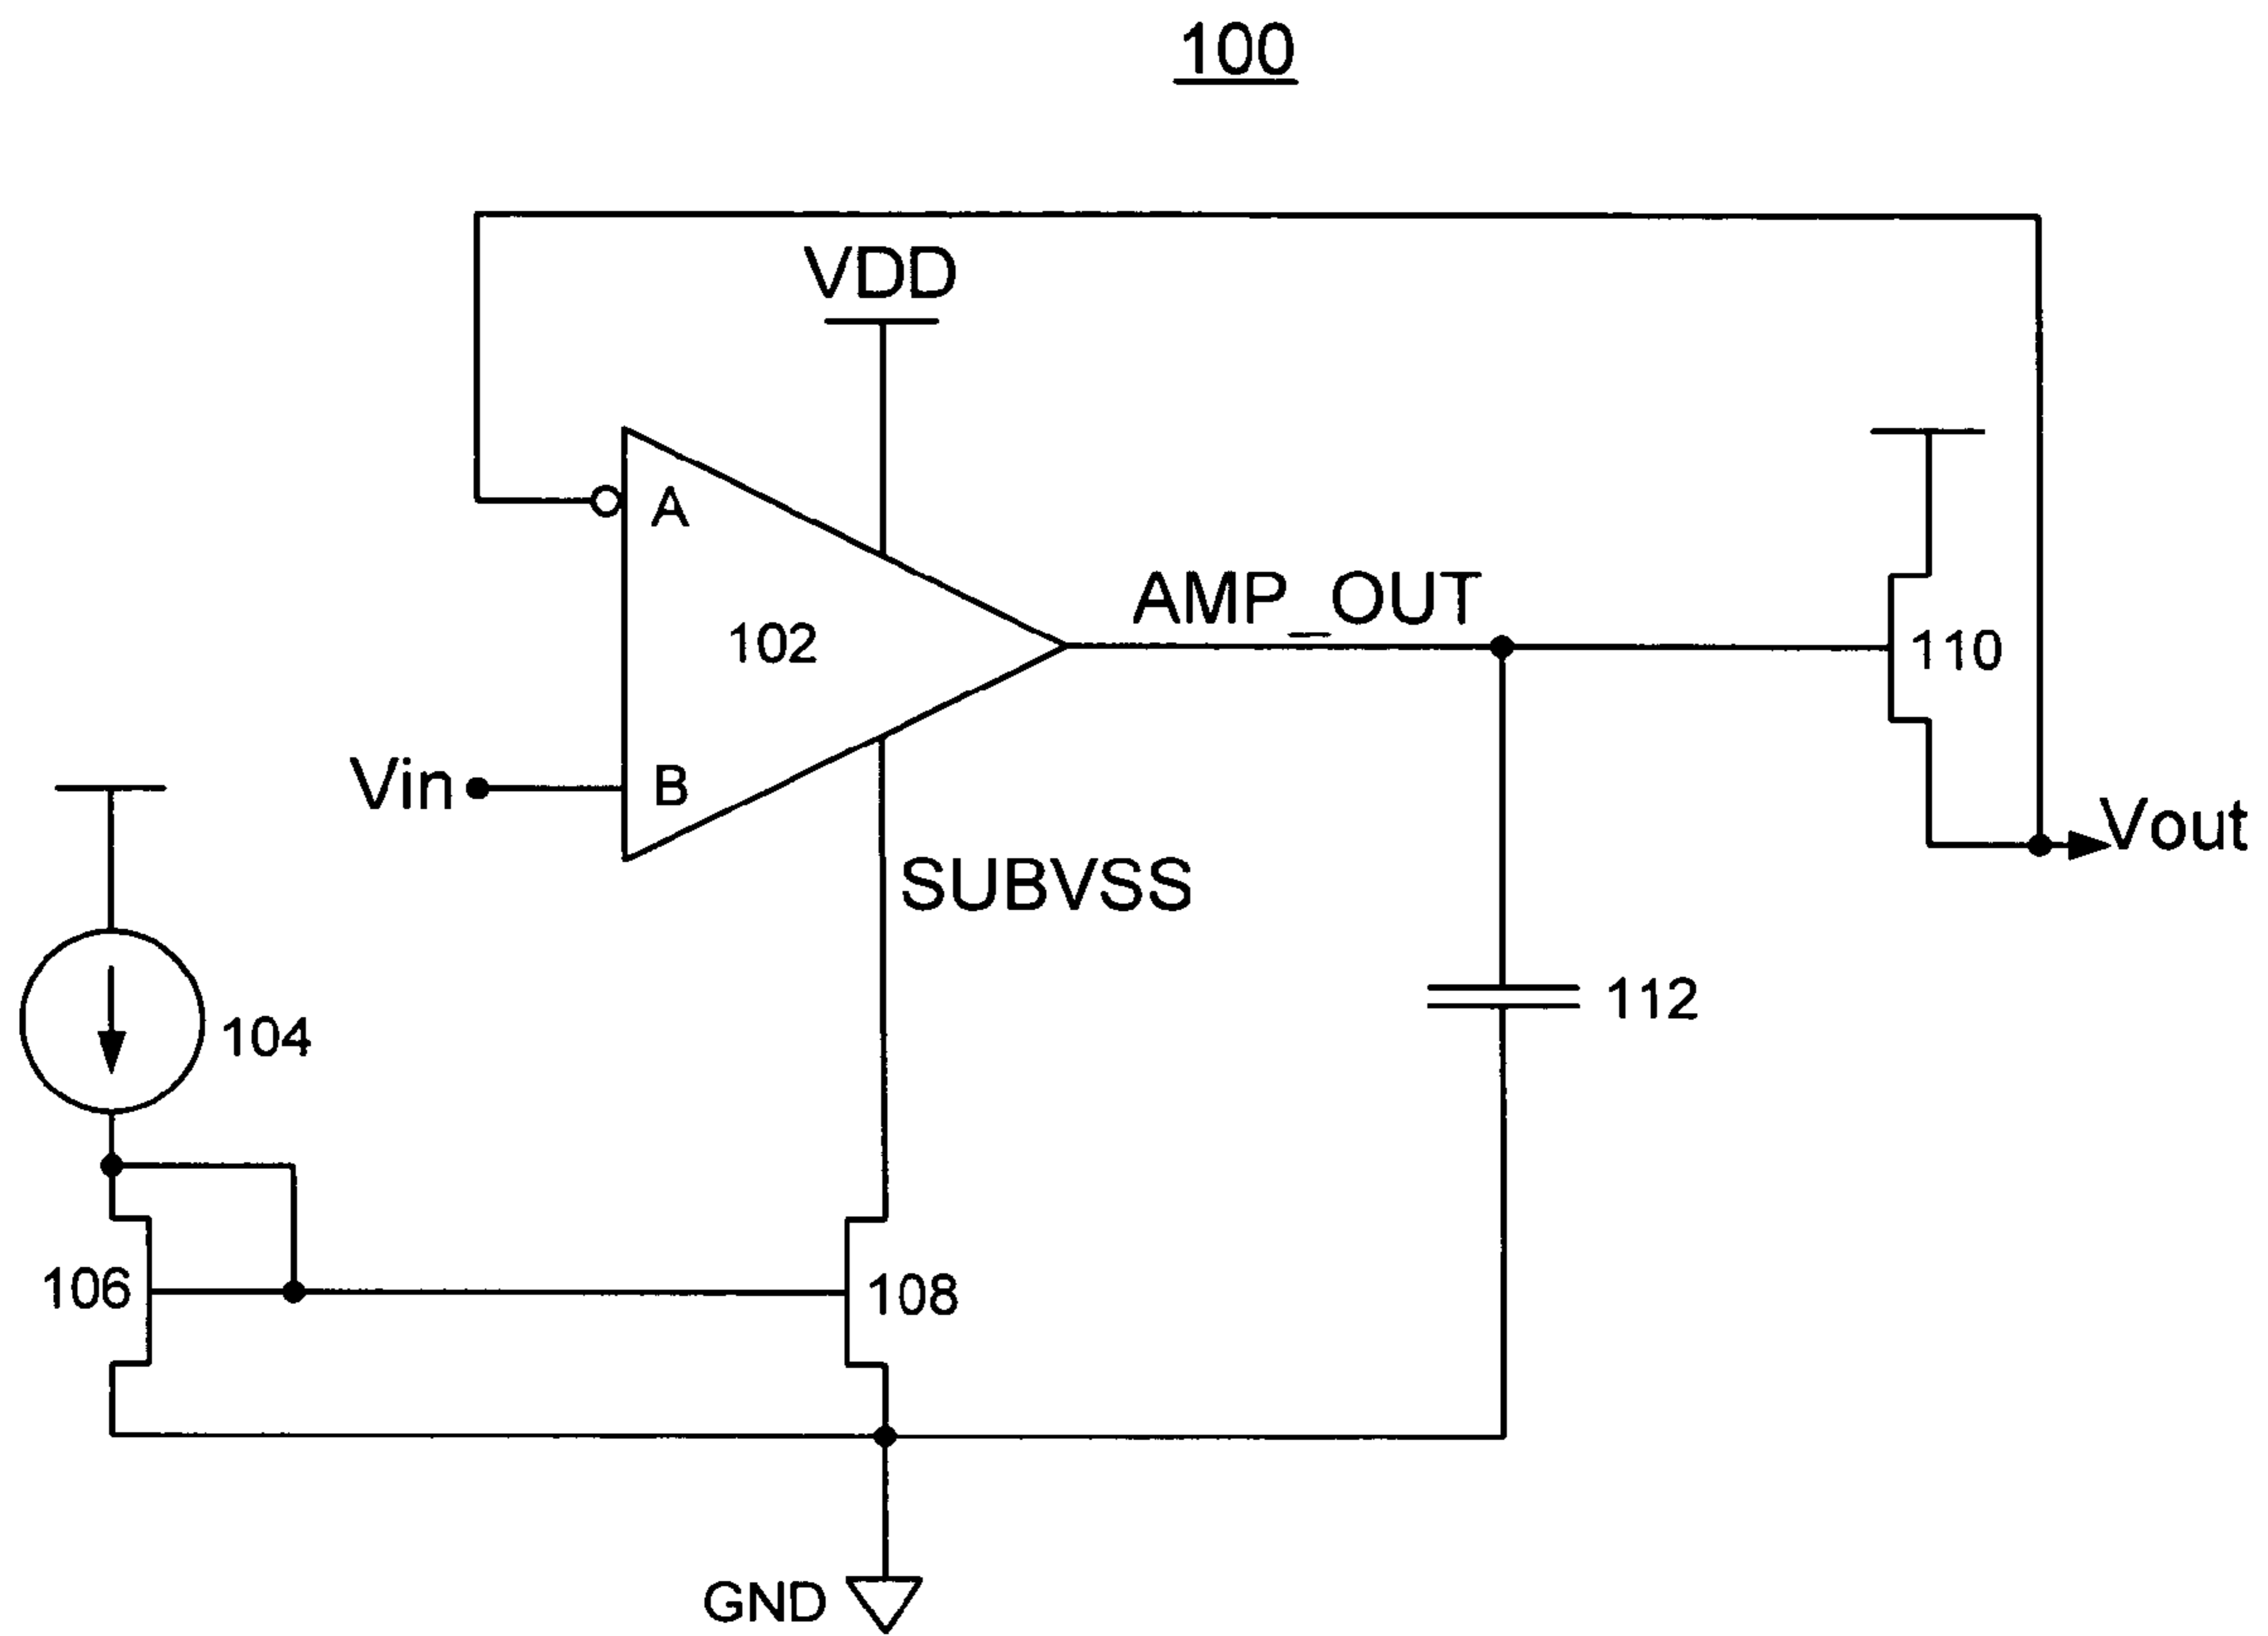 100
VDD
A
AMP_OUT
102
110
Vin
B
Vout
SUBVSS
112
104
106
108
GND